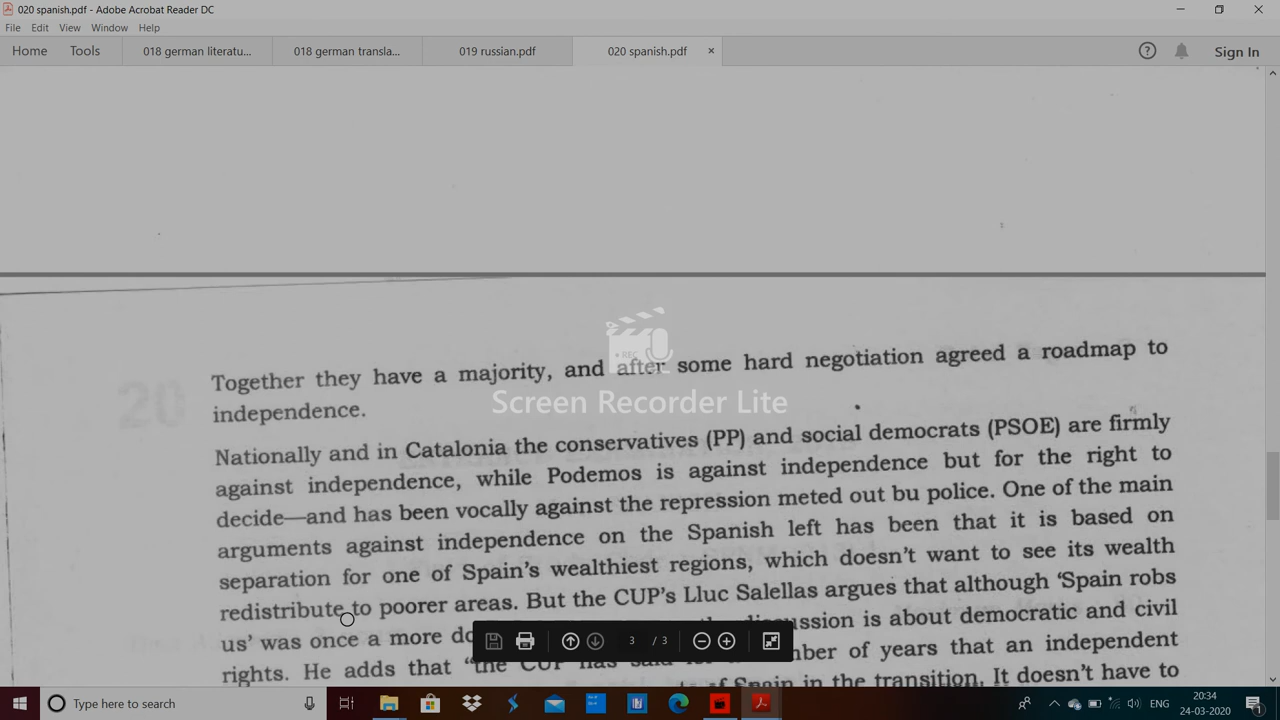 020 spanish.pdf - Adobe Acrobat Reader DC
File Edit View Window Help
Home Tools 018 german literatu... 018 german transla... 019 russian.pdf 020 spanish.pdf × Sign In
REC
Screen Recorder Lite
20
Together they have a majority, and after some hard negotiation agreed a roadmap to
independence.
Nationally and in Catalonia the conservatives (PP) and social democrats (PSOE) are firmly
against independence, while Podemos is against independence but for the right to
decide—and has been vocally against the repression meted out bu police. One of the main
arguments against independence on the Spanish left has been that it is based on
separation for one of Spain's wealthiest regions, which doesn't want to see its wealth
redistribute to poorer areas. But the CUP's Lluc Salellas argues that although 'Spain robs
us' was once a more discussion is about democratic and civil
rights. He adds that "the CUP has said of years that an independent
of Spain in the transition. It doesn't have to
3 / 3
Type here to search
ENG
20:34
24-03-2020
1